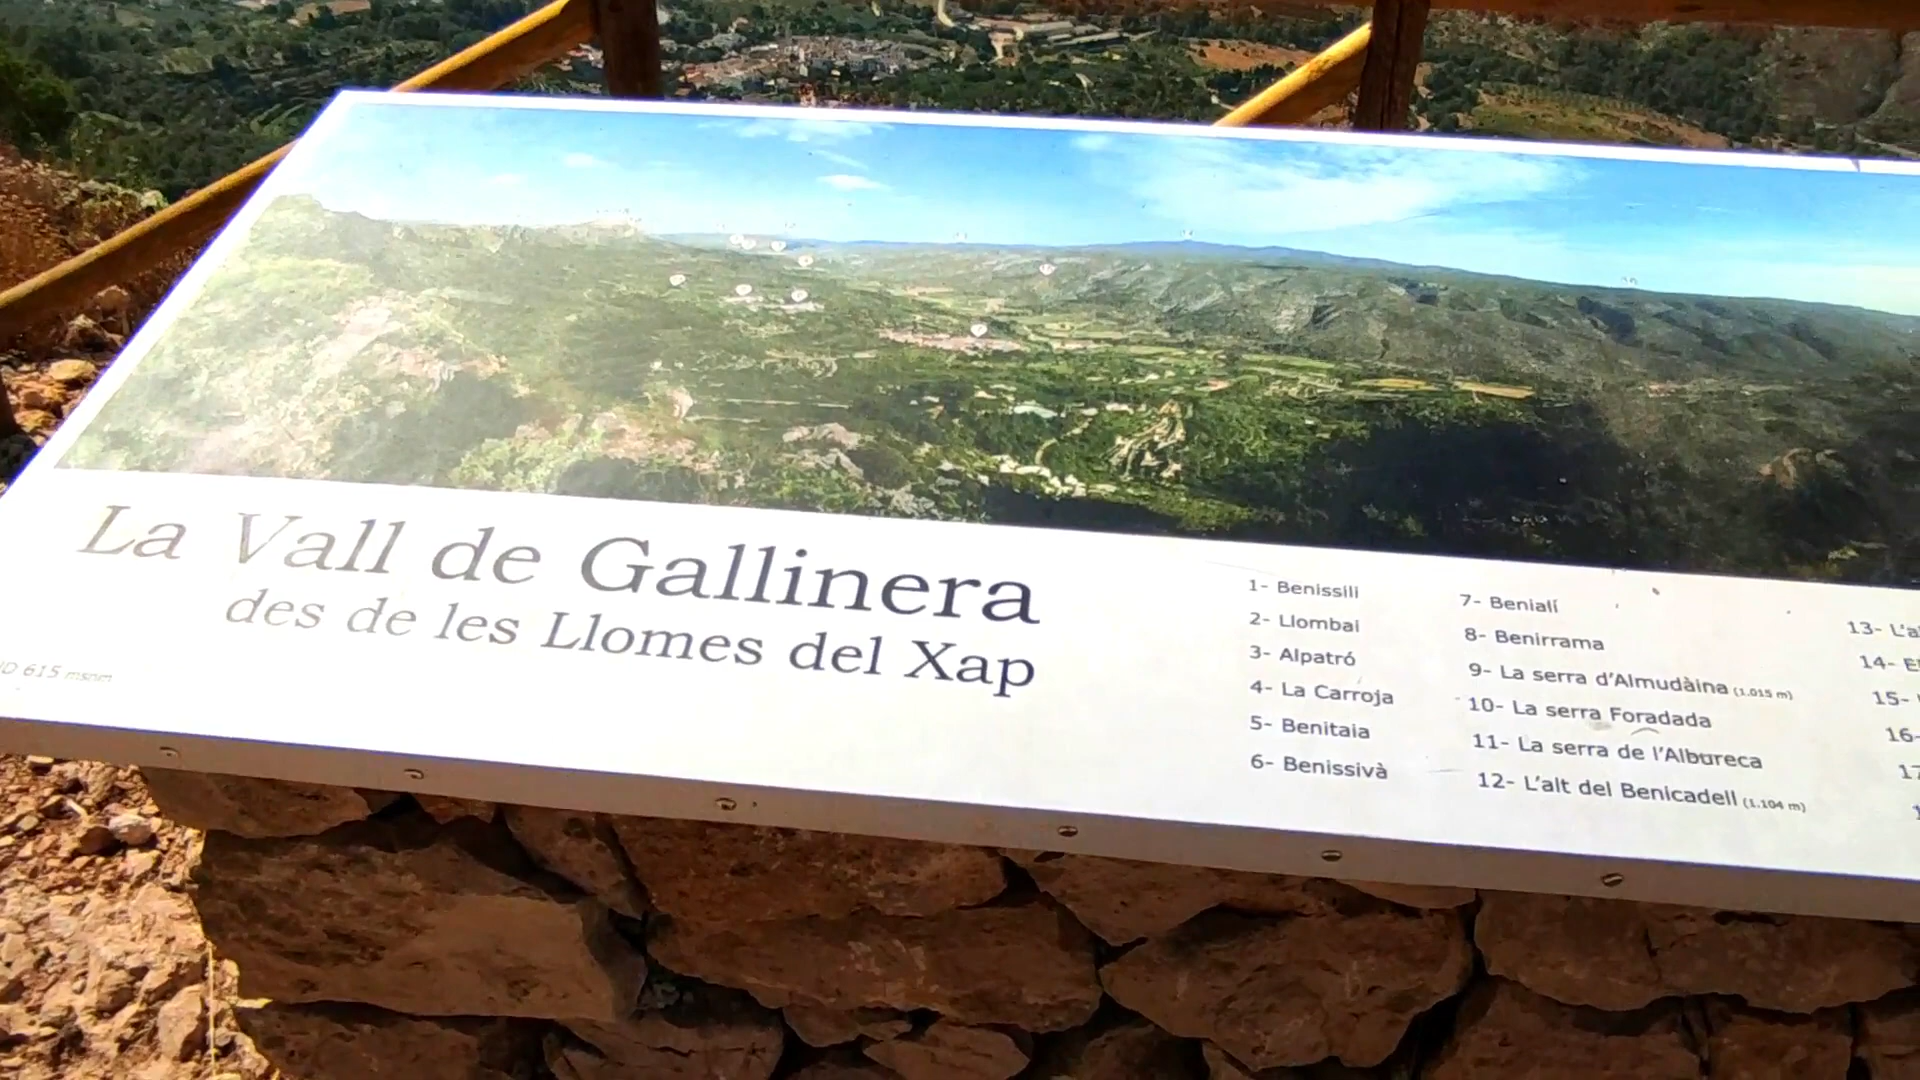 La Vall de Gallinera
des de les Llomes del Xap
615 msnm
1- Benissili
2- Llombai
3- Alpatró
4- La Carroja
5- Benitaia
6- Benissivà
7- Benialí
8- Benirrama
9- La serra d'Almudàina (1.015 m)
10- La serra Foradada
11- La serra de l'Albureca
12- L'alt del Benicadell (1.104 m)
13-
14-
15-
16-